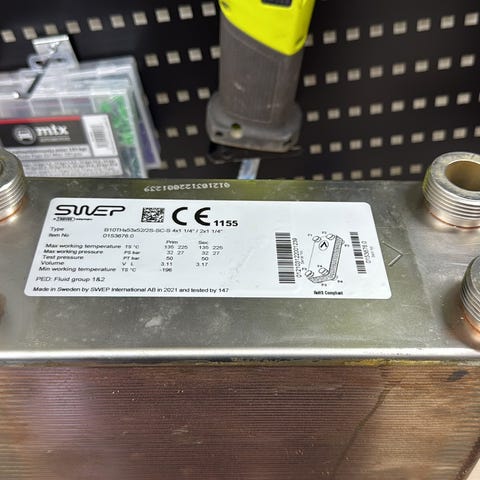 mtx
012103122001239
SWEP
CE 1155
Type B10THx53x52/2S-SC-S 4x1 1/4" / 2x1 1/4"
Item No 0153676.0
Prim Sec
Max working temperature TS °C 135 225 135 225
Max working pressure PS bar 32 27 32 27
Test pressure PT bar 50 50
Volume V L 3.11 3.17
Min Working temperature TS °C -196
PED: Fluid group 1&2
Made in Sweden by SWEP International AB in 2021 and tested by 147
RoHS Compliant